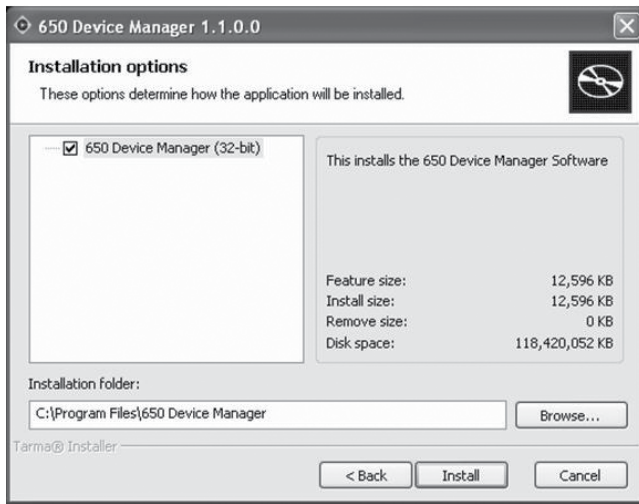 650 Device Manager 1.1.0.0
Installation options
These options determine how the application will be installed.
650 Device Manager (32-bit)
This installs the 650 Device Manager Software
Feature size: 12,596 KB
Install size: 12,596 KB
Remove size: 0 KB
Disk space: 118,420,052 KB
Installation folder:
C:\Program Files\650 Device Manager
Browse...
Tarma® Installer
< Back Install Cancel